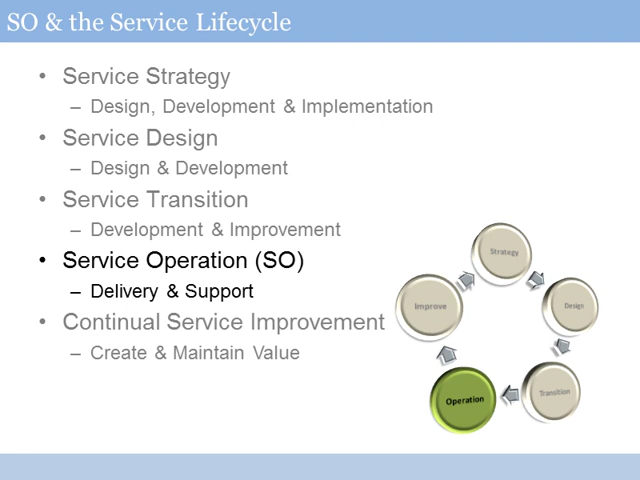 SO & the Service Lifecycle
• Service Strategy
– Design, Development & Implementation
• Service Design
– Design & Development
• Service Transition
– Development & Improvement
• Service Operation (SO)
– Delivery & Support
• Continual Service Improvement
– Create & Maintain Value
Strategy
Design
Transition
Operation
Improve